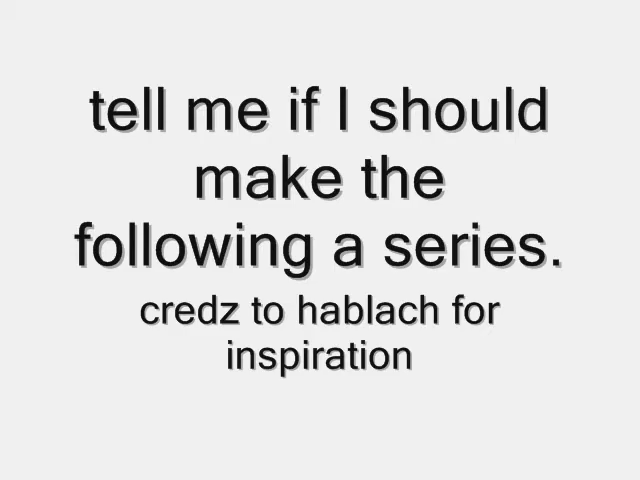 tell me if I should
make the
following a series.
credz to hablach for
inspiration